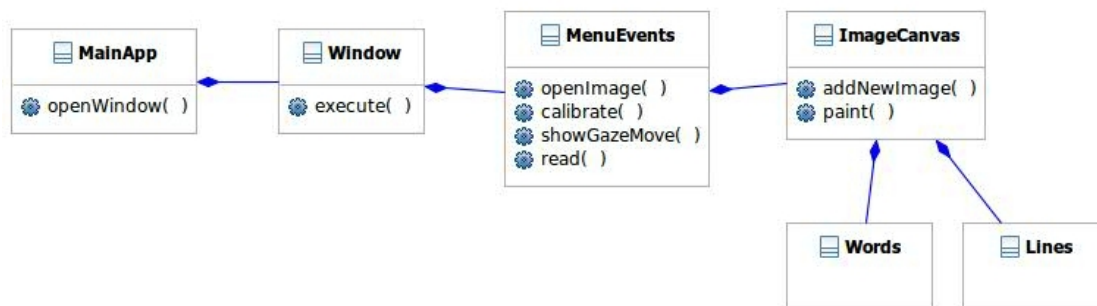 MainApp
openWindow( )
Window
execute( )
MenuEvents
openImage( )
calibrate( )
showGazeMove( )
read( )
ImageCanvas
addNewImage( )
paint( )
Words
Lines